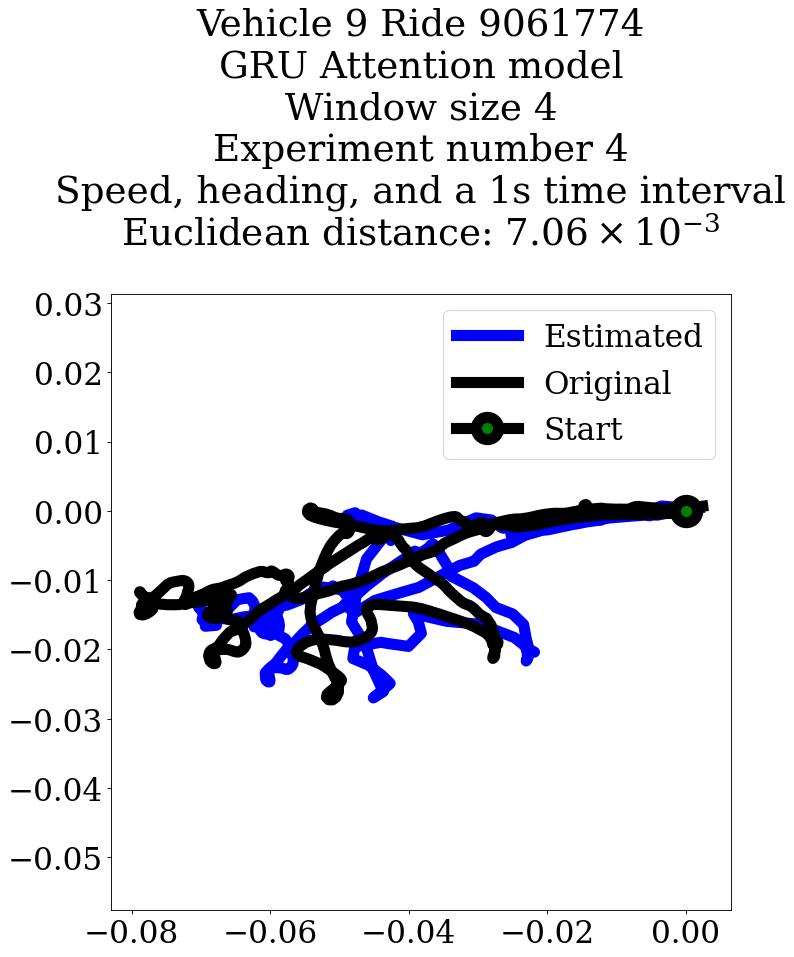 Vehicle 9 Ride 9061774
GRU Attention model
Window size 4
Experiment number 4
Speed, heading, and a 1s time interval
Euclidean distance: 7.06 × 10⁻³
Estimated
Original
Start
0.03
0.02
0.01
0.00
−0.01
−0.02
−0.03
−0.04
−0.05
−0.08 −0.06 −0.04 −0.02 0.00